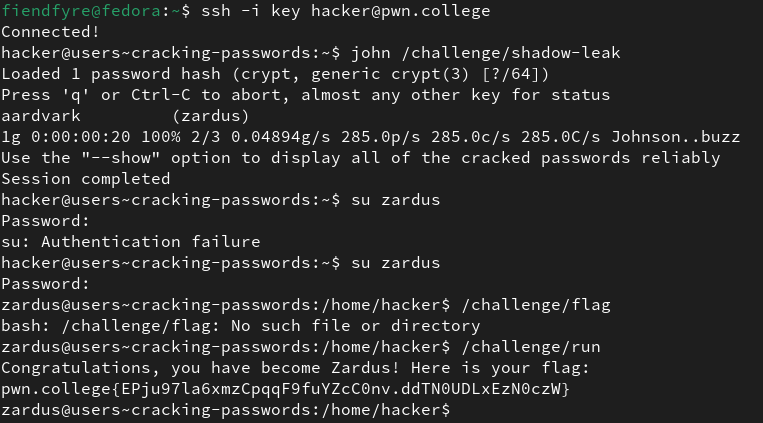 fiendfyre@fedora:~$ ssh -i key hacker@pwn.college
Connected!
hacker@users~cracking-passwords:~$ john /challenge/shadow-leak
Loaded 1 password hash (crypt, generic crypt(3) [?/64])
Press 'q' or Ctrl-C to abort, almost any other key for status
aardvark         (zardus)
1g 0:00:00:20 100% 2/3 0.04894g/s 285.0p/s 285.0c/s 285.0C/s Johnson..buzz
Use the "--show" option to display all of the cracked passwords reliably
Session completed
hacker@users~cracking-passwords:~$ su zardus
Password:
su: Authentication failure
hacker@users~cracking-passwords:~$ su zardus
Password:
zardus@users~cracking-passwords:/home/hacker$ /challenge/flag
bash: /challenge/flag: No such file or directory
zardus@users~cracking-passwords:/home/hacker$ /challenge/run
Congratulations, you have become Zardus! Here is your flag:
pwn.college{EPju97la6xmzCpqqF9fuYZcC0nv.ddTN0UDLxEzN0czW}
zardus@users~cracking-passwords:/home/hacker$